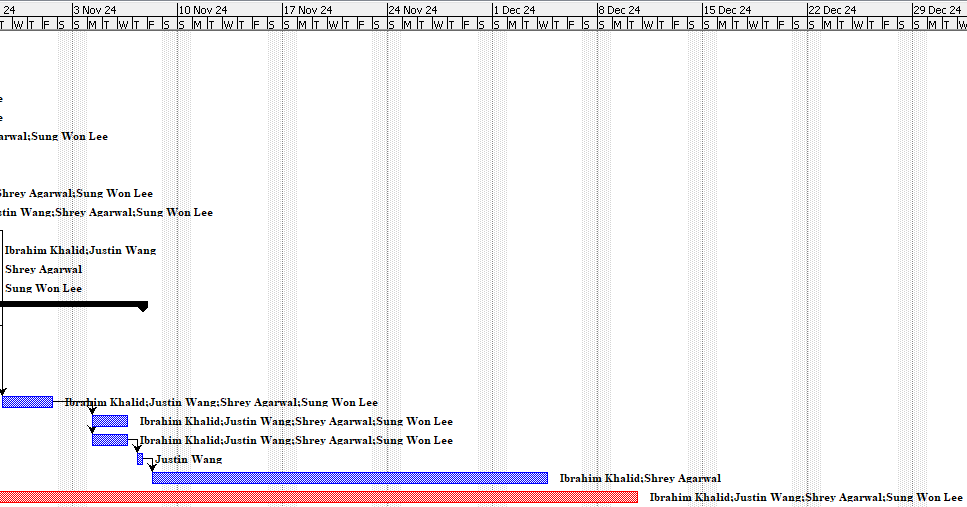 24 3 Nov 24 10 Nov 24 17 Nov 24 24 Nov 24 1 Dec 24 8 Dec 24 15 Dec 24 22 Dec 24 29 Dec 24
T W T F S S M T W T F S S M T W T F S S M T W T F S S M T W T F S S M T W T F S S M T W T F S S M T W T F S S M T W T F S S M T W
e
e
arwal;Sung Won Lee
Shrey Agarwal;Sung Won Lee
stin Wang;Shrey Agarwal;Sung Won Lee
Ibrahim Khalid;Justin Wang
Shrey Agarwal
Sung Won Lee
Ibrahim Khalid;Justin Wang;Shrey Agarwal;Sung Won Lee
Ibrahim Khalid;Justin Wang;Shrey Agarwal;Sung Won Lee
Ibrahim Khalid;Justin Wang;Shrey Agarwal;Sung Won Lee
Justin Wang
Ibrahim Khalid;Shrey Agarwal
Ibrahim Khalid;Justin Wang;Shrey Agarwal;Sung Won Lee